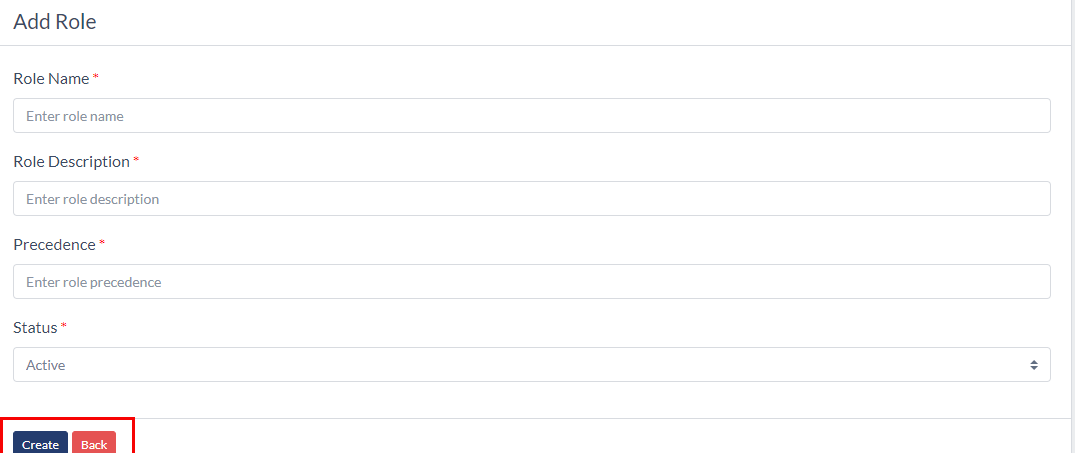 Add Role
Role Name *
Enter role name
Role Description *
Enter role description
Precedence *
Enter role precedence
Status *
Active
Create Back